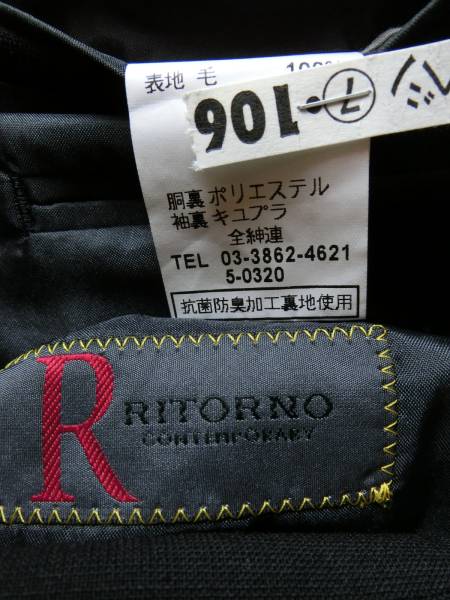 表地 毛 100%
⑦•106
胴裏 ポリエステル
袖裏 キュプラ
全紳連
TEL 03-3862-4621
5-0320
抗菌防臭加工裏地使用
R
RITORNO
CONTEMPORARY